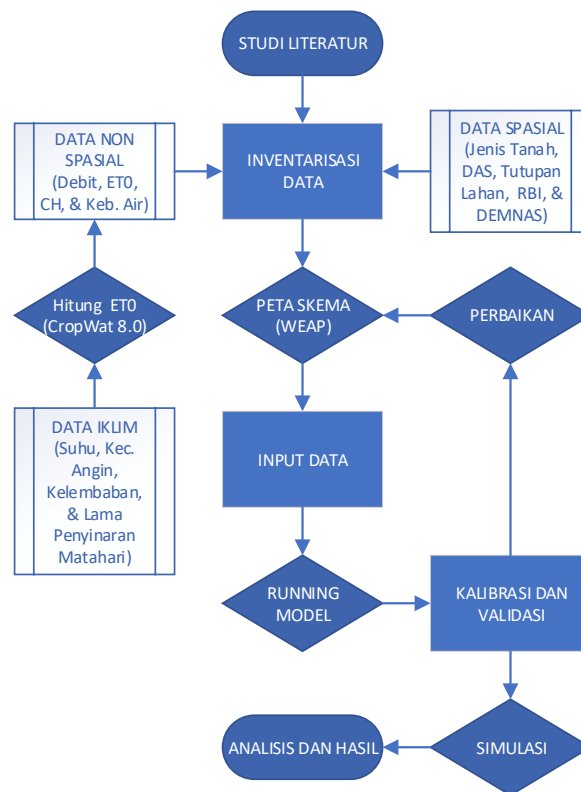 STUDI LITERATUR
DATA NON
SPASIAL
(Debit, ET0,
CH, & Keb. Air)
INVENTARISASI
DATA
DATA SPASIAL
(Jenis Tanah,
DAS, Tutupan
Lahan, RBI, &
DEMNAS)
Hitung ET0
(CropWat 8.0)
PETA SKEMA
(WEAP)
PERBAIKAN
DATA IKLIM
(Suhu, Kec.
Angin,
Kelembaban,
& Lama
Penyinaran
Matahari)
INPUT DATA
RUNNING
MODEL
KALIBRASI DAN
VALIDASI
ANALISIS DAN HASIL
SIMULASI